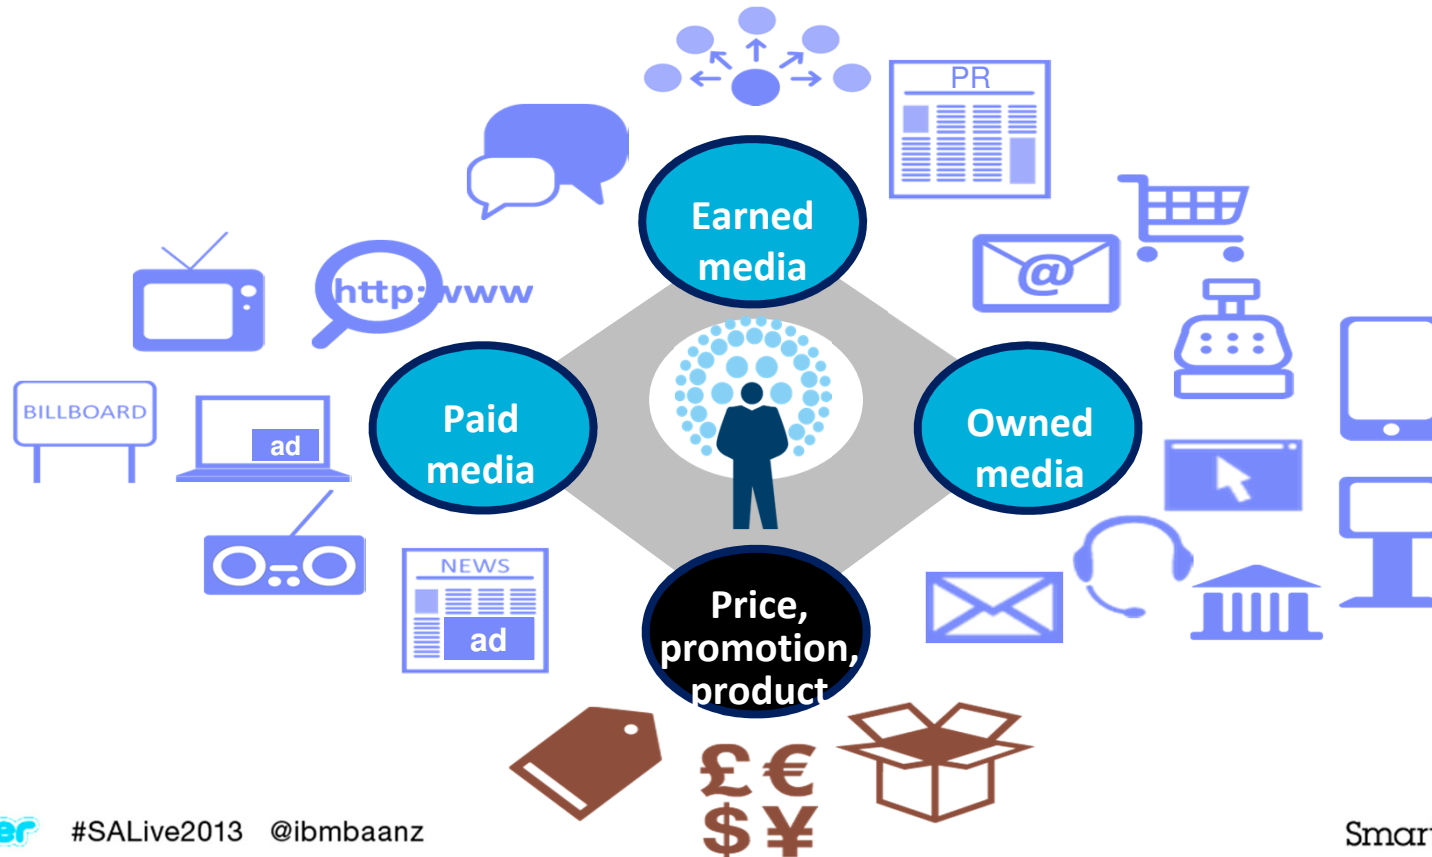 PR
Earned
media
@
http:www
BILLBOARD
ad
Paid
media
Owned
media
NEWS
ad
Price,
promotion,
product
£€
$¥
#SALive2013 @ibmbaanz